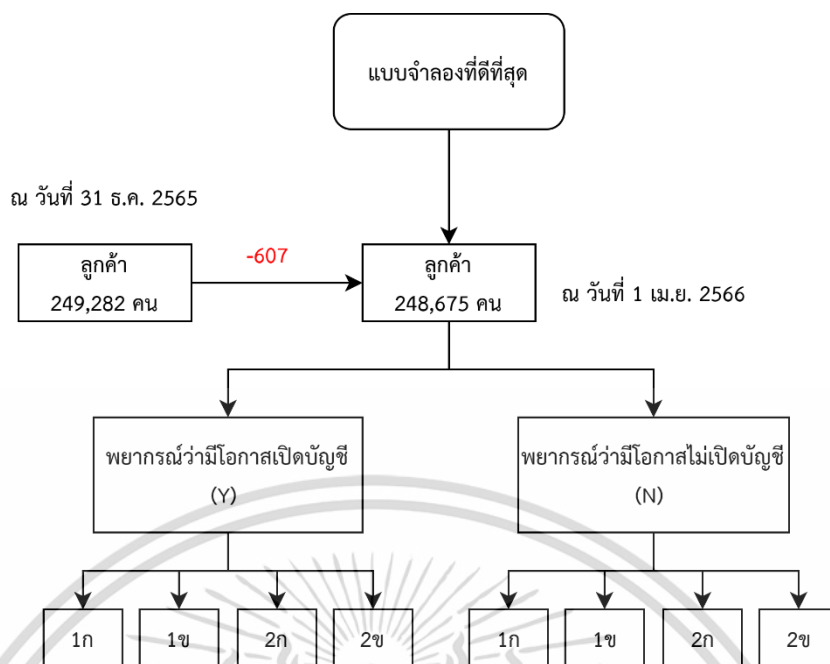 แบบจำลองที่ดีที่สุด
ณ วันที่ 31 ธ.ค. 2565
ลูกค้า
249,282 คน
-607
ลูกค้า
248,675 คน
ณ วันที่ 1 เม.ย. 2566
พยากรณ์ว่ามีโอกาสเปิดบัญชี
(Y)
พยากรณ์ว่ามีโอกาสไม่เปิดบัญชี
(N)
1ก
1ข
2ก
2ข
1ก
1ข
2ก
2ข